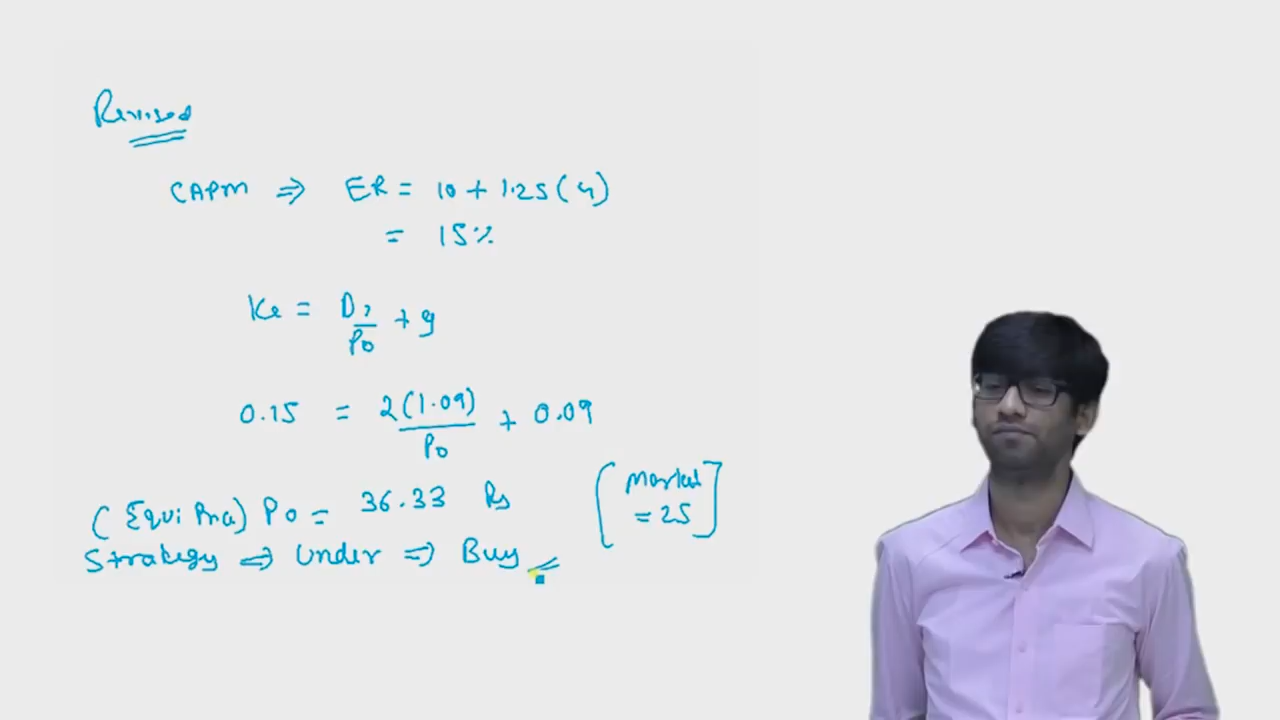 Revised
CAPM ⇒ ER = 10 + 1.25(4)
= 15%
Ke = D1/P0 + g
0.15 = 2(1.09)/P0 + 0.09
(Equi Price) P0 = 36.33 Rs
[Market = 25]
Strategy ⇒ Under ⇒ Buy